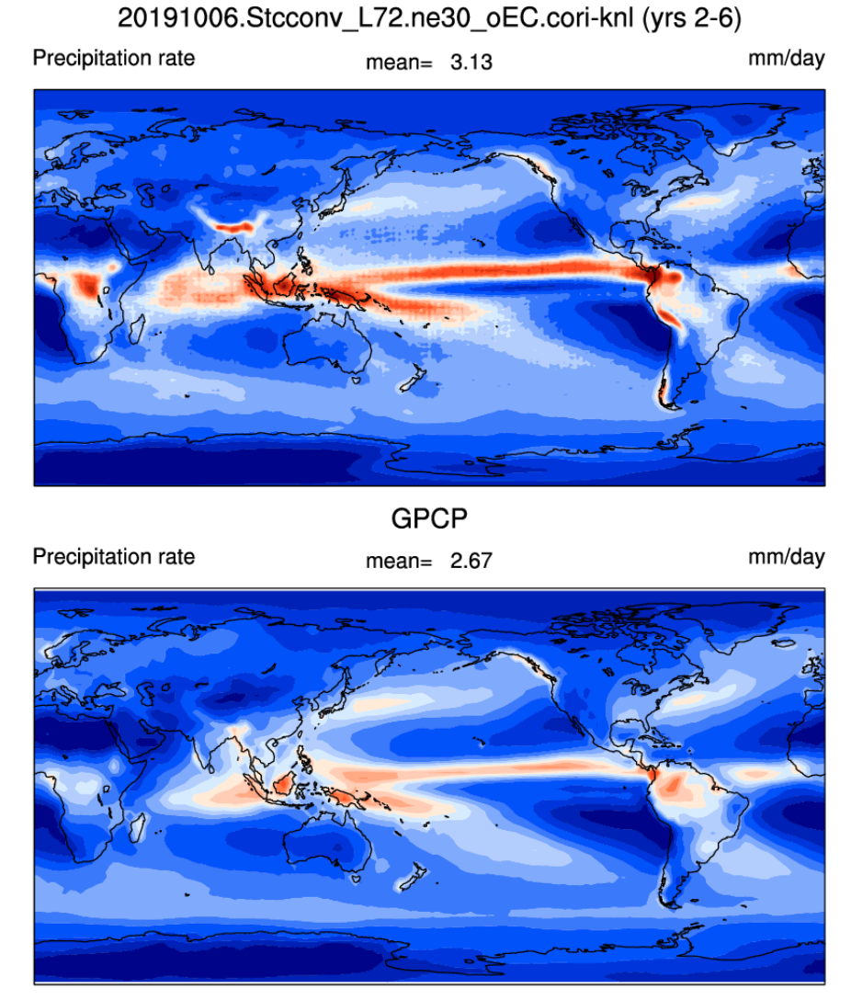 20191006.Stcconv_L72.ne30_oEC.cori-knl (yrs 2-6)
Precipitation rate mean= 3.13 mm/day
GPCP
Precipitation rate mean= 2.67 mm/day